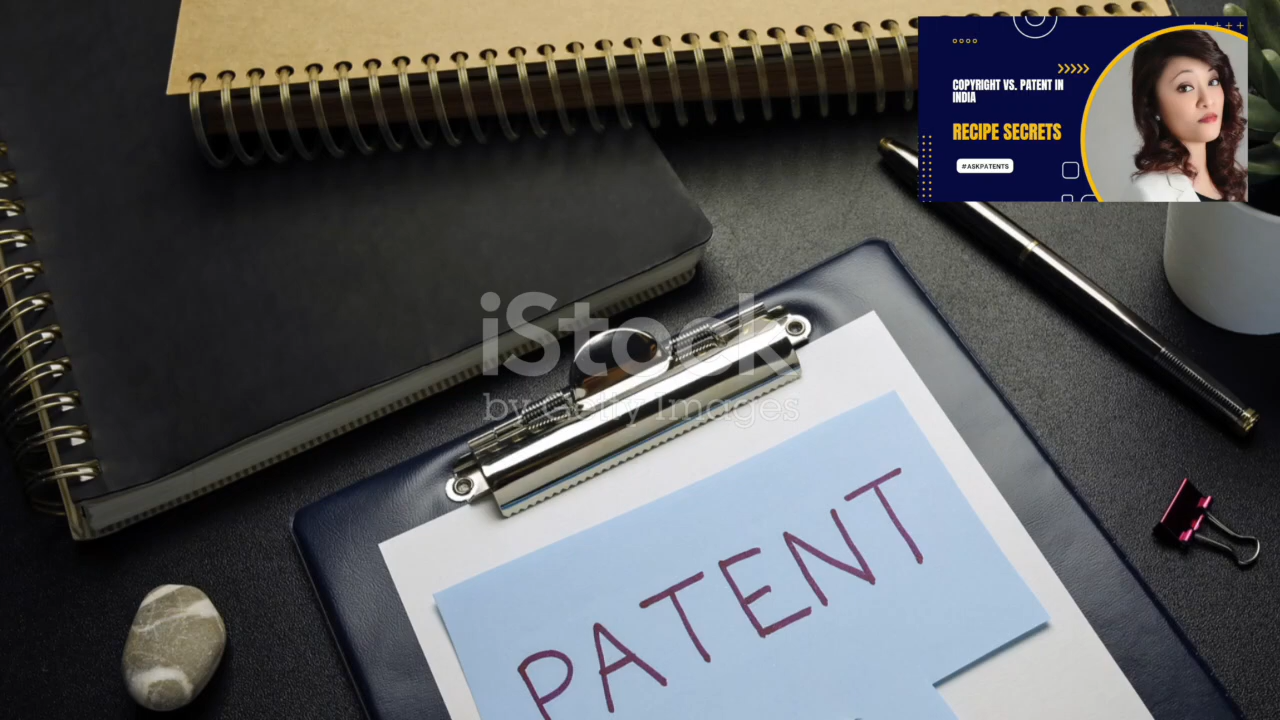 COPYRIGHT VS. PATENT IN
INDIA
RECIPE SECRETS
#ASKPATENTS
iStock
by Getty Images
PATENT